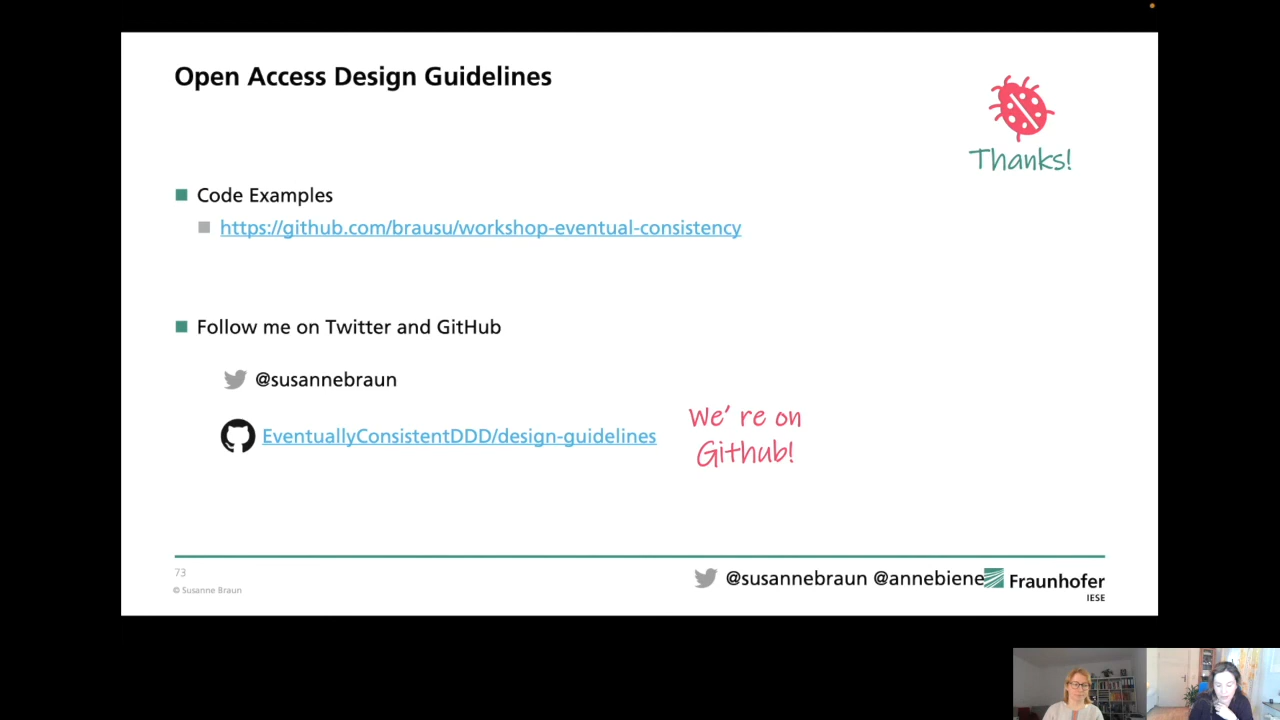 Open Access Design Guidelines
Thanks!
Code Examples
https://github.com/brausu/workshop-eventual-consistency
Follow me on Twitter and GitHub
@susannebraun
EventuallyConsistentDDD/design-guidelines
We' re on
Github!
73
© Susanne Braun
@susannebraun @annebiene
Fraunhofer
IESE